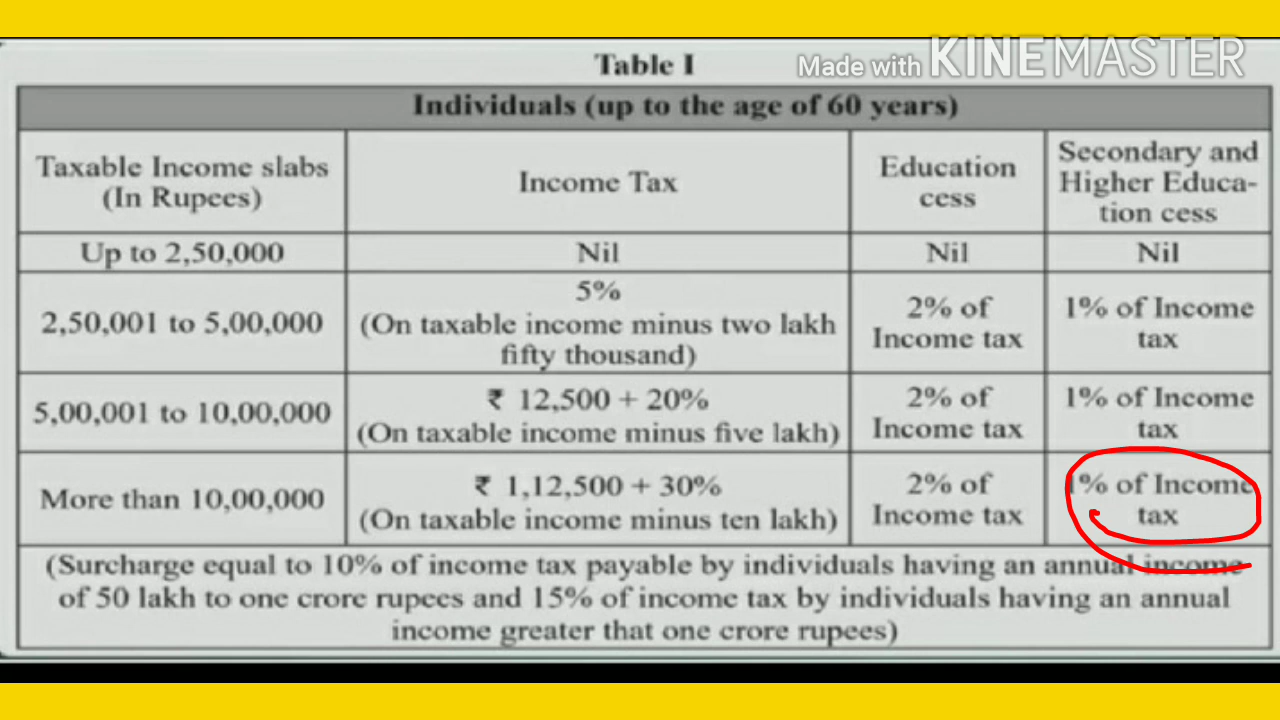 Made with KINEMASTER
Table I
Individuals (up to the age of 60 years)
Taxable Income slabs
(In Rupees)
Income Tax
Education
cess
Secondary and
Higher Educa-
tion cess
Up to 2,50,000
Nil
Nil
Nil
2,50,001 to 5,00,000
5%
(On taxable income minus two lakh
fifty thousand)
2% of
Income tax
1% of Income
tax
5,00,001 to 10,00,000
₹ 12,500 + 20%
(On taxable income minus five lakh)
2% of
Income tax
1% of Income
tax
More than 10,00,000
₹ 1,12,500 + 30%
(On taxable income minus ten lakh)
2% of
Income tax
1% of Income
tax
(Surcharge equal to 10% of income tax payable by individuals having an annual income
of 50 lakh to one crore rupees and 15% of income tax by individuals having an annual
income greater that one crore rupees)